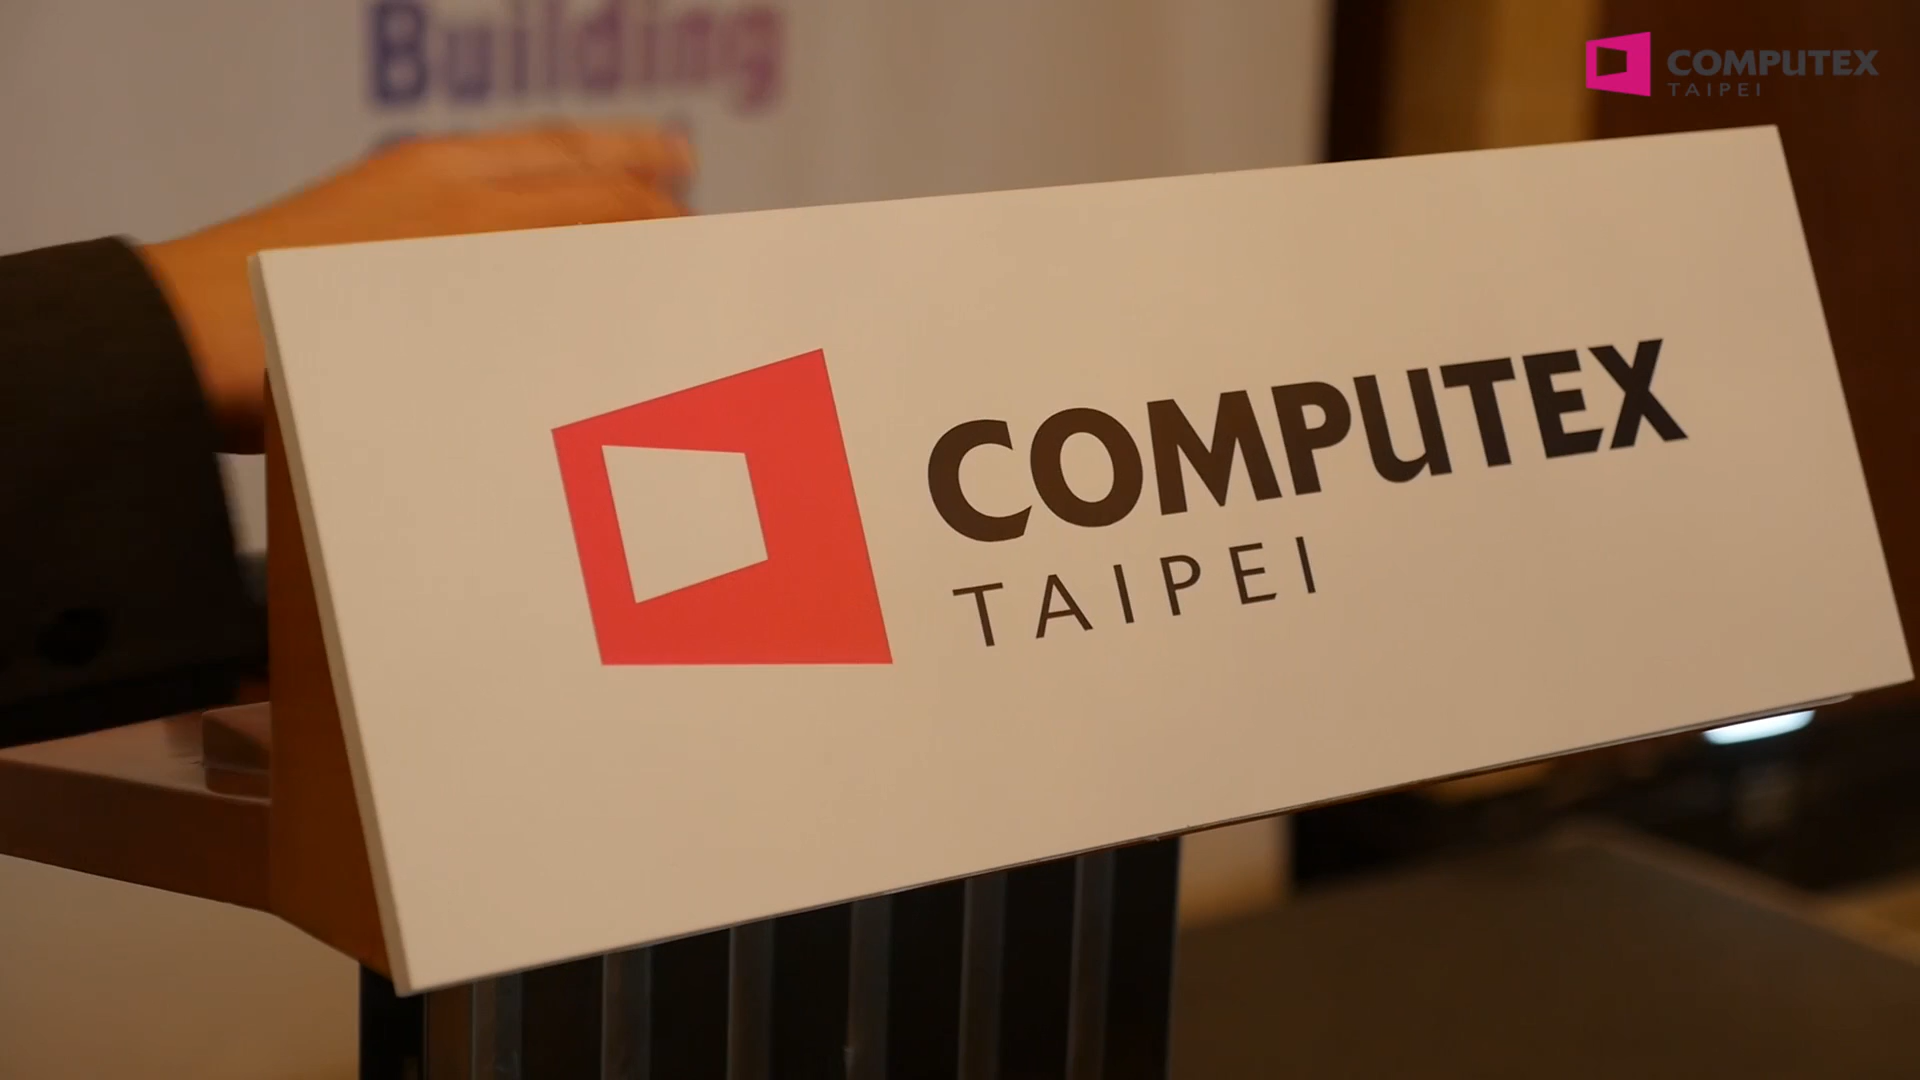 Building
COMPUTEX
TAIPEI
COMPUTEX
TAIPEI